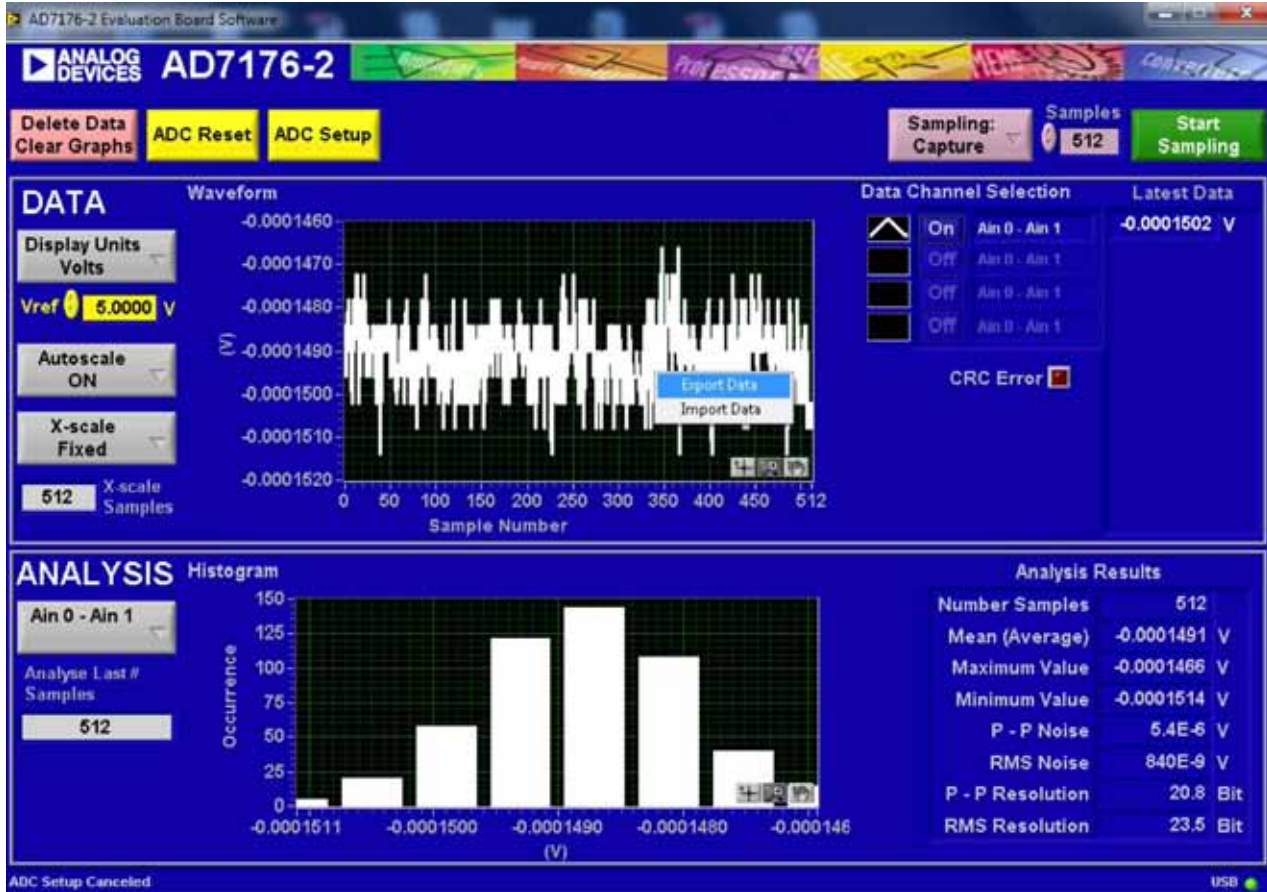 AD7176-2 Evaluation Board Software
ANALOG DEVICES
AD7176-2
Processors
DSP
MEMS
Converters
Delete Data
Clear Graphs
ADC Reset
ADC Setup
Sampling:
Capture
Samples
512
Start
Sampling
DATA
Display Units
Volts
Vref 5.0000 V
Autoscale
ON
X-scale
Fixed
512 X-scale
Samples
Waveform
-0.0001460
-0.0001470
-0.0001480
-0.0001490
-0.0001500
-0.0001510
-0.0001520
(V)
Export Data
Import Data
0 50 100 150 200 250 300 350 400 450 512
Sample Number
Data Channel Selection
On Ain 0 - Ain 1
Off Ain 0 - Ain 1
Off Ain 0 - Ain 1
Off Ain 0 - Ain 1
CRC Error
Latest Data
-0.0001502 V
ANALYSIS
Ain 0 - Ain 1
Analyse Last #
Samples
512
Histogram
150
125
100
75
50
25
0
Occurrence
-0.0001511 -0.0001500 -0.0001490 -0.0001480 -0.000146
(V)
Analysis Results
Number Samples 512
Mean (Average) -0.0001491 V
Maximum Value -0.0001466 V
Minimum Value -0.0001514 V
P - P Noise 5.4E-6 V
RMS Noise 840E-9 V
P - P Resolution 20.8 Bit
RMS Resolution 23.5 Bit
ADC Setup Canceled
USB